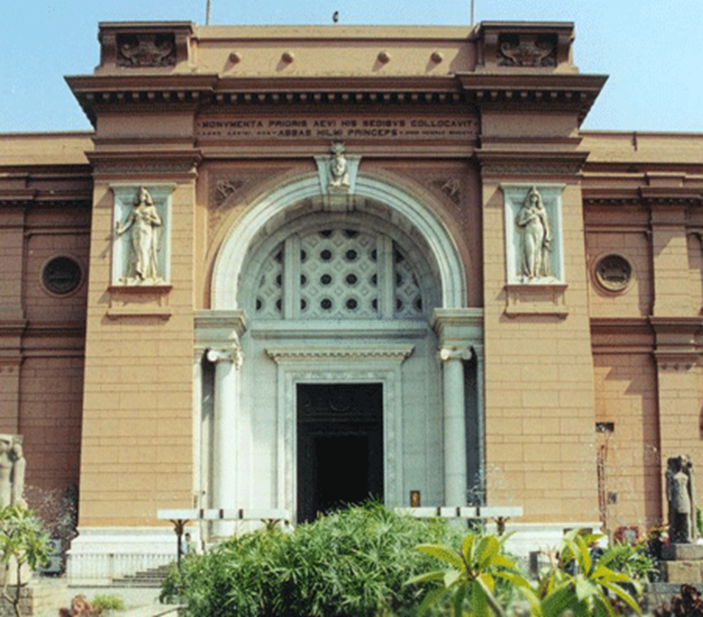 MONVMENTA PRIORIS AEVI HIS SEDIBVS COLLOCAVIT
ABBAS HILMI PRINCEPS